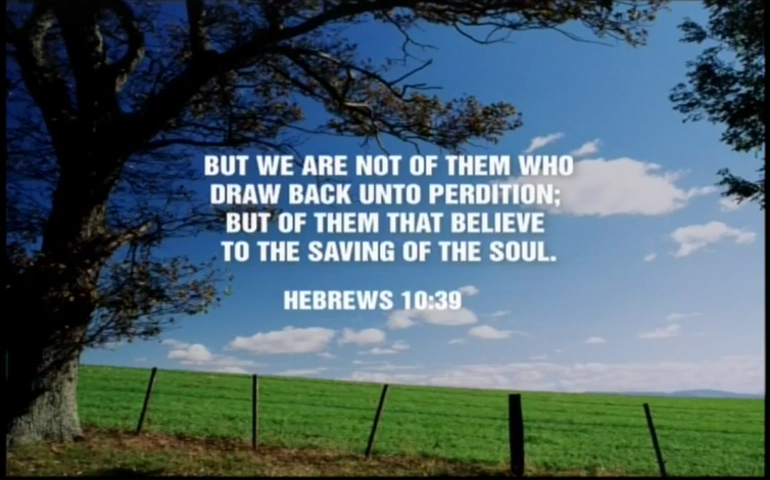 BUT WE ARE NOT OF THEM WHO
DRAW BACK UNTO PERDITION;
BUT OF THEM THAT BELIEVE
TO THE SAVING OF THE SOUL.
HEBREWS 10:39